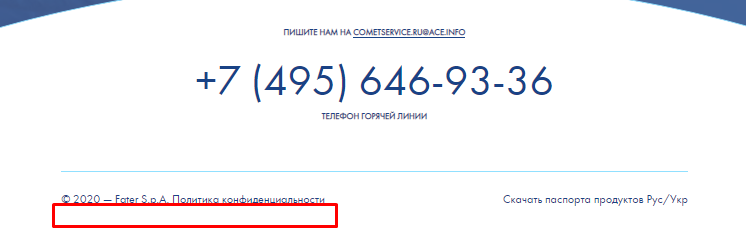 ПИШИТЕ НАМ НА COMETSERVICE.RU@ACE.INFO
+7 (495) 646-93-36
ТЕЛЕФОН ГОРЯЧЕЙ ЛИНИИ
© 2020 — Fater S.p.A. Политика конфиденциальности
Скачать паспорта продуктов Рус/Укр